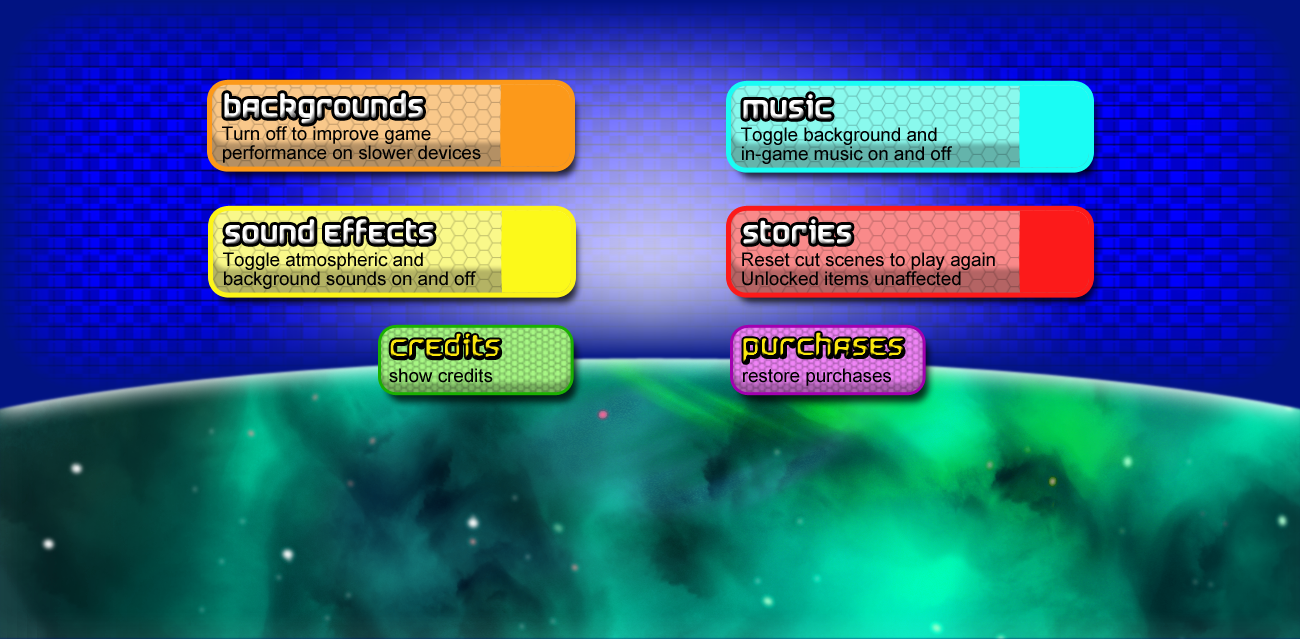 backgrounds
Turn off to improve game
performance on slower devices
music
Toggle background and
in-game music on and off
sound effects
Toggle atmospheric and
background sounds on and off
stories
Reset cut scenes to play again
Unlocked items unaffected
credits
show credits
purchases
restore purchases